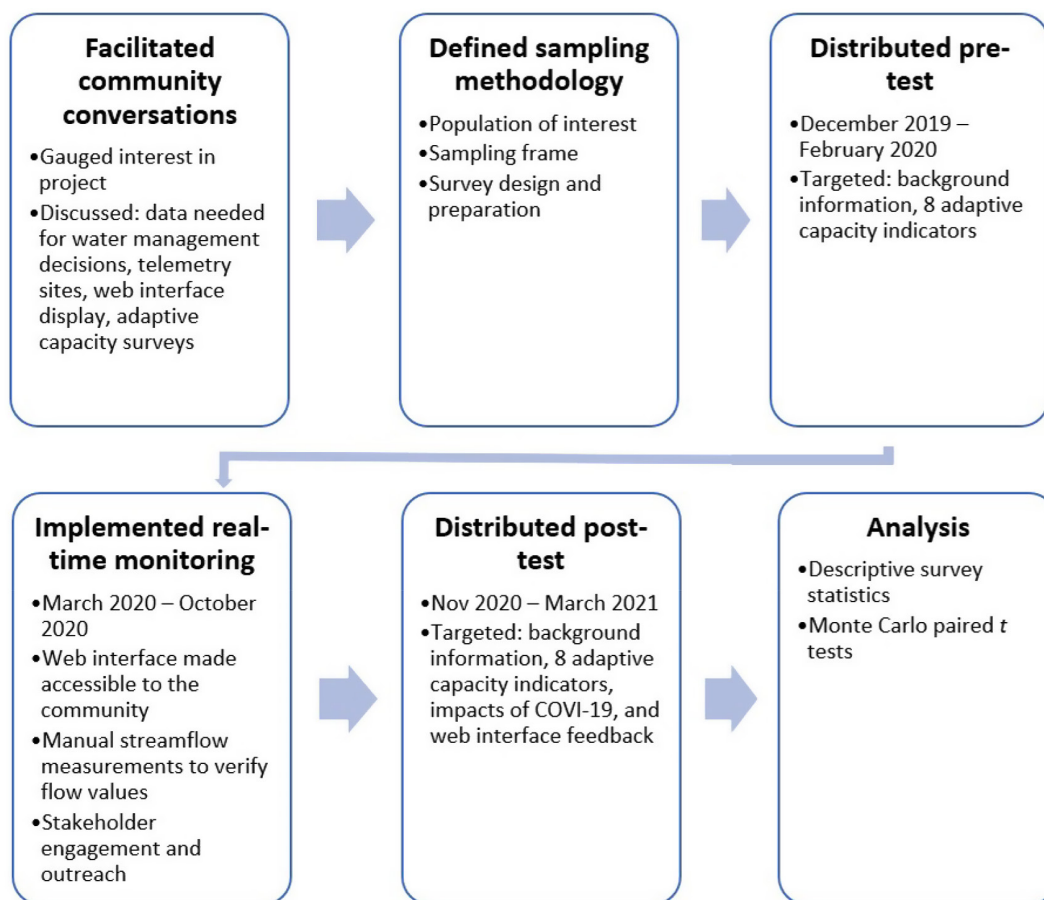 Facilitated
community
conversations
•Gauged interest in
project
•Discussed: data needed
for water management
decisions, telemetry
sites, web interface
display, adaptive
capacity surveys
Defined sampling
methodology
•Population of interest
•Sampling frame
•Survey design and
preparation
Distributed pre-
test
•December 2019 –
February 2020
•Targeted: background
information, 8 adaptive
capacity indicators
Implemented real-
time monitoring
•March 2020 – October
2020
•Web interface made
accessible to the
community
•Manual streamflow
measurements to verify
flow values
•Stakeholder
engagement and
outreach
Distributed post-
test
•Nov 2020 – March 2021
•Targeted: background
information, 8 adaptive
capacity indicators,
impacts of COVI-19, and
web interface feedback
Analysis
•Descriptive survey
statistics
•Monte Carlo paired t
tests